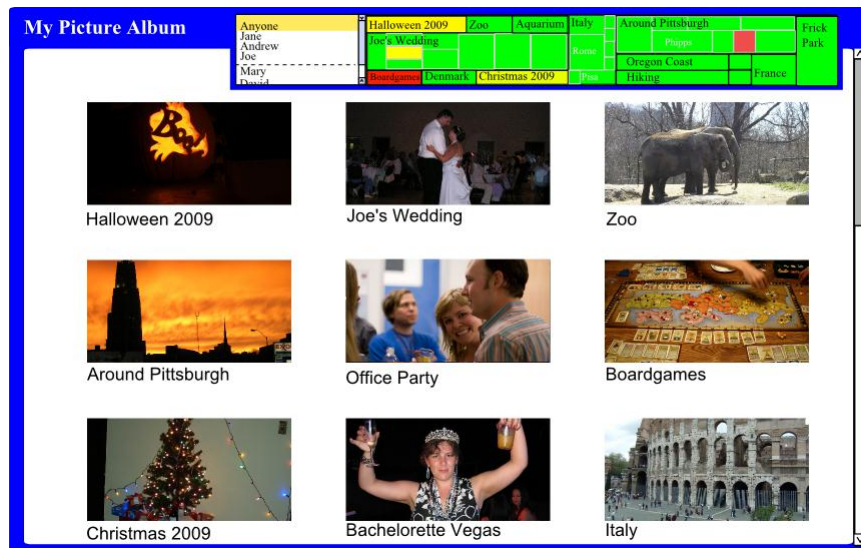 My Picture Album
Anyone
Jane
Andrew
Joe
Mary
David
Halloween 2009
Zoo
Aquarium
Italy
Around Pittsburgh
Frick
Park
Joe's Wedding
Rome
Phipps
Oregon Coast
France
Boardgames
Denmark
Christmas 2009
Pisa
Hiking
Boo!
Halloween 2009
Joe's Wedding
Zoo
Around Pittsburgh
Office Party
Boardgames
Christmas 2009
Bachelorette Vegas
Italy